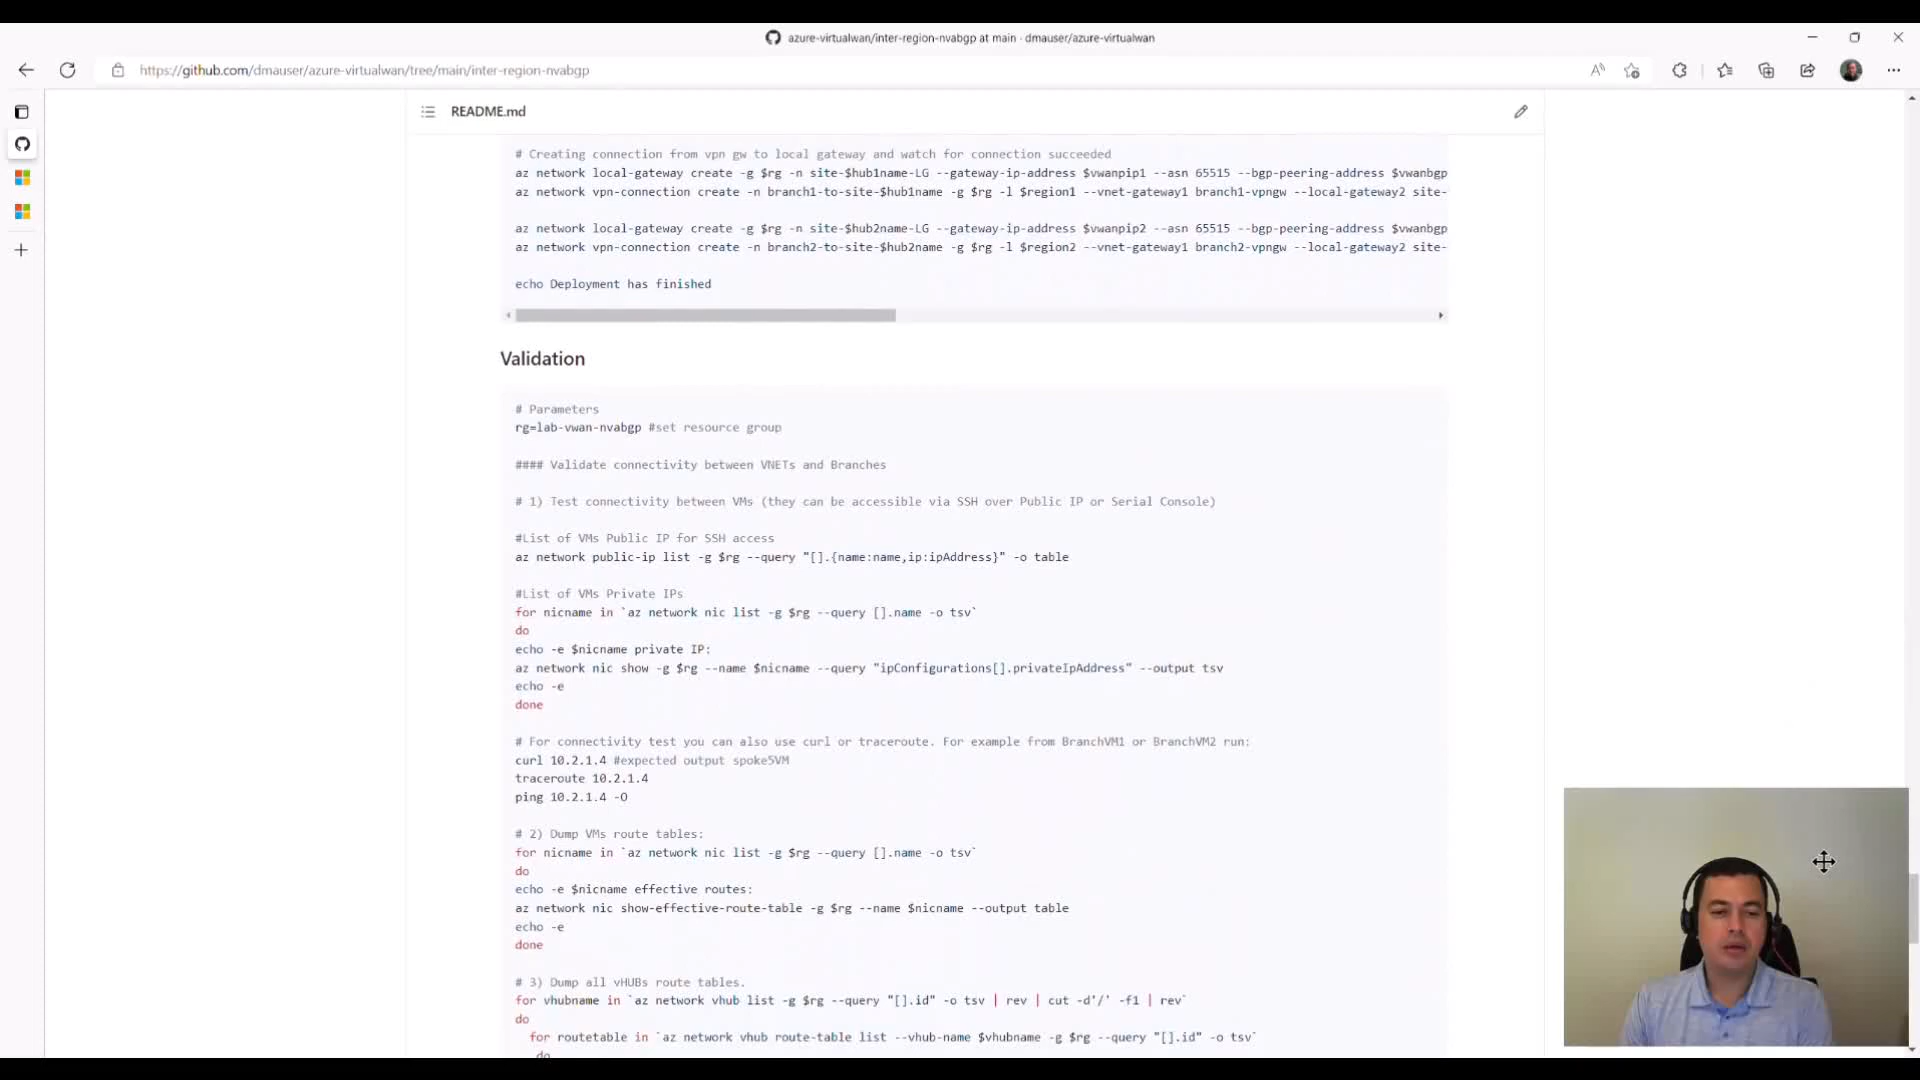 azure-virtualwan/inter-region-nvabgp at main · dmauser/azure-virtualwan
https://github.com/dmauser/azure-virtualwan/tree/main/inter-region-nvabgp
README.md
# Creating connection from vpn gw to local gateway and watch for connection succeeded
az network local-gateway create -g $rg -n site-$hub1name-LG --gateway-ip-address $vwanpip1 --asn 65515 --bgp-peering-address $vwanbgp
az network vpn-connection create -n branch1-to-site-$hub1name -g $rg -l $region1 --vnet-gateway1 branch1-vpngw --local-gateway2 site-
az network local-gateway create -g $rg -n site-$hub2name-LG --gateway-ip-address $vwanpip2 --asn 65515 --bgp-peering-address $vwanbgp
az network vpn-connection create -n branch2-to-site-$hub2name -g $rg -l $region2 --vnet-gateway1 branch2-vpngw --local-gateway2 site-
echo Deployment has finished
Validation
# Parameters
rg=lab-vwan-nvabgp #set resource group
#### Validate connectivity between VNETs and Branches
# 1) Test connectivity between VMs (they can be accessible via SSH over Public IP or Serial Console)
#List of VMs Public IP for SSH access
az network public-ip list -g $rg --query "[].{name:name,ip:ipAddress}" -o table
#List of VMs Private IPs
for nicname in `az network nic list -g $rg --query [].name -o tsv`
do
echo -e $nicname private IP:
az network nic show -g $rg --name $nicname --query "ipConfigurations[].privateIpAddress" --output tsv
echo -e
done
# For connectivity test you can also use curl or traceroute. For example from BranchVM1 or BranchVM2 run:
curl 10.2.1.4 #expected output spoke5VM
traceroute 10.2.1.4
ping 10.2.1.4 -O
# 2) Dump VMs route tables:
for nicname in `az network nic list -g $rg --query [].name -o tsv`
do
echo -e $nicname effective routes:
az network nic show-effective-route-table -g $rg --name $nicname --output table
echo -e
done
# 3) Dump all vHUBs route tables.
for vhubname in `az network vhub list -g $rg --query "[].id" -o tsv | rev | cut -d'/' -f1 | rev`
do
for routetable in `az network vhub route-table list --vhub-name $vhubname -g $rg --query "[].id" -o tsv`
do